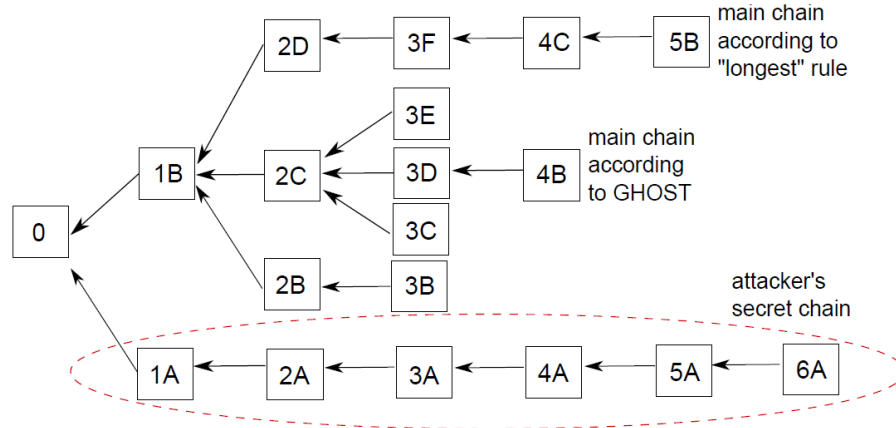 2D
3F
4C
5B
main chain
according to
"longest" rule
3E
1B
2C
3D
4B
main chain
according
to GHOST
0
3C
2B
3B
attacker's
secret chain
1A
2A
3A
4A
5A
6A